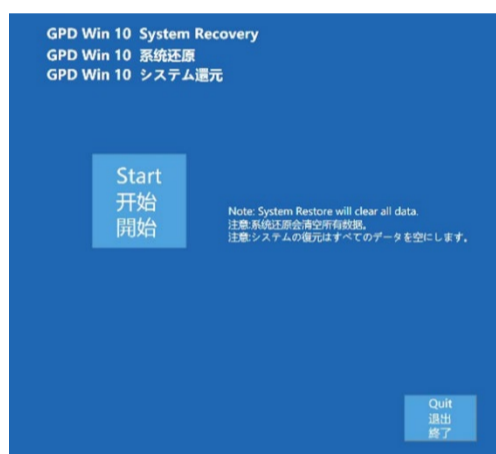 GPD Win 10 System Recovery
GPD Win 10 系统还原
GPD Win 10 システム還元
Start
开始
開始
Note: System Restore will clear all data.
注意:系统还原会清空所有数据。
注意:システムの復元はすべてのデータを空にします。
Quit
退出
終了